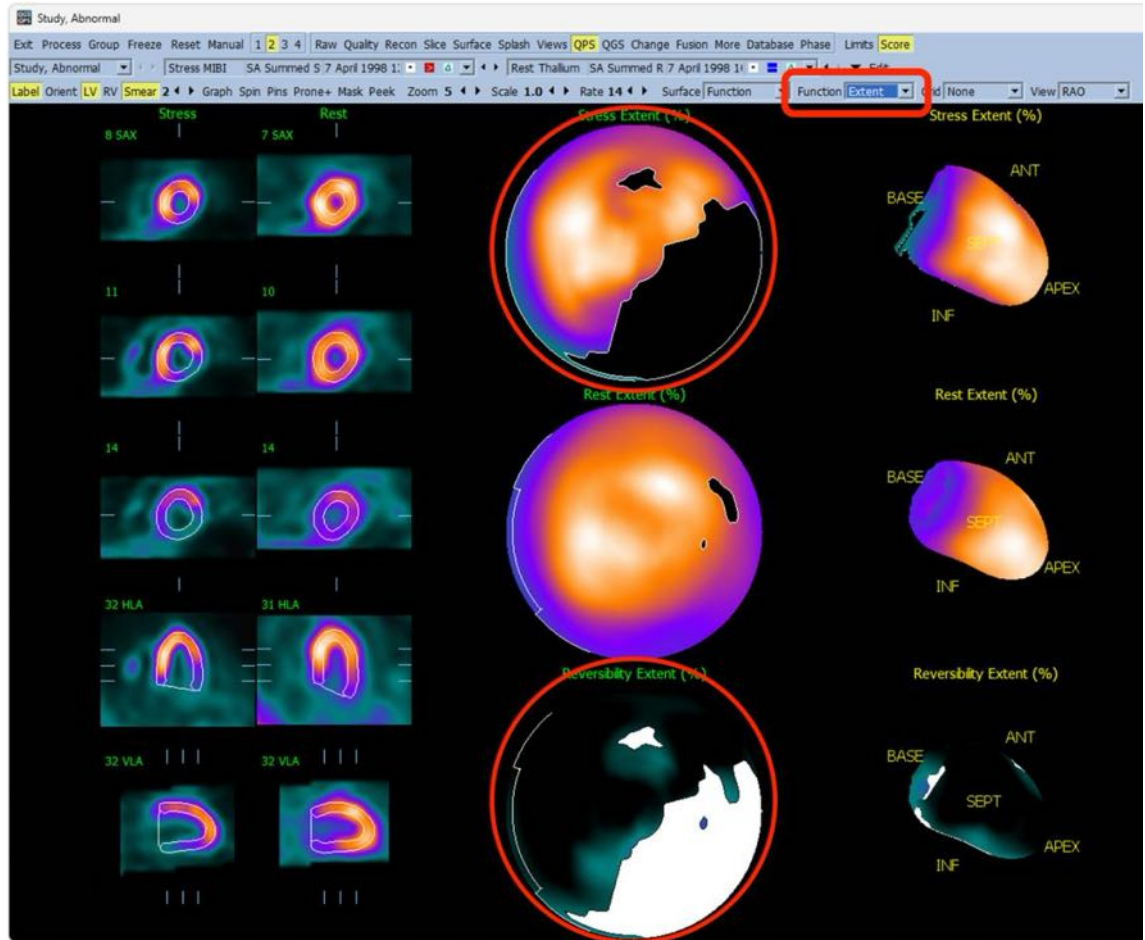 Study, Abnormal
Exit Process Group Freeze Reset Manual 1 2 3 4 Raw Quality Recon Slice Surface Splash Views QPS QGS Change Fusion More Database Phase Limits Score
Study, Abnormal Stress MIBI SA Summed S 7 April 1998 Rest Thallium SA Summed R 7 April 1998 Edit
Label Orient LV RV Smear 2 Graph Spin Pins Prone+ Mask Peek Zoom 5 Scale 1.0 Rate 14 Surface Function Function Extent Grid None View RAO
Stress Rest Stress Extent (%) Stress Extent (%)
8 SAX 7 SAX
ANT
BASE
SEPT
APEX
INF
11 10
Rest Extent (%) Rest Extent (%)
14 14
ANT
BASE
SEPT
APEX
INF
32 HLA 31 HLA
Reversibility Extent (%) Reversibility Extent (%)
32 VLA 32 VLA
ANT
BASE
SEPT
APEX
INF